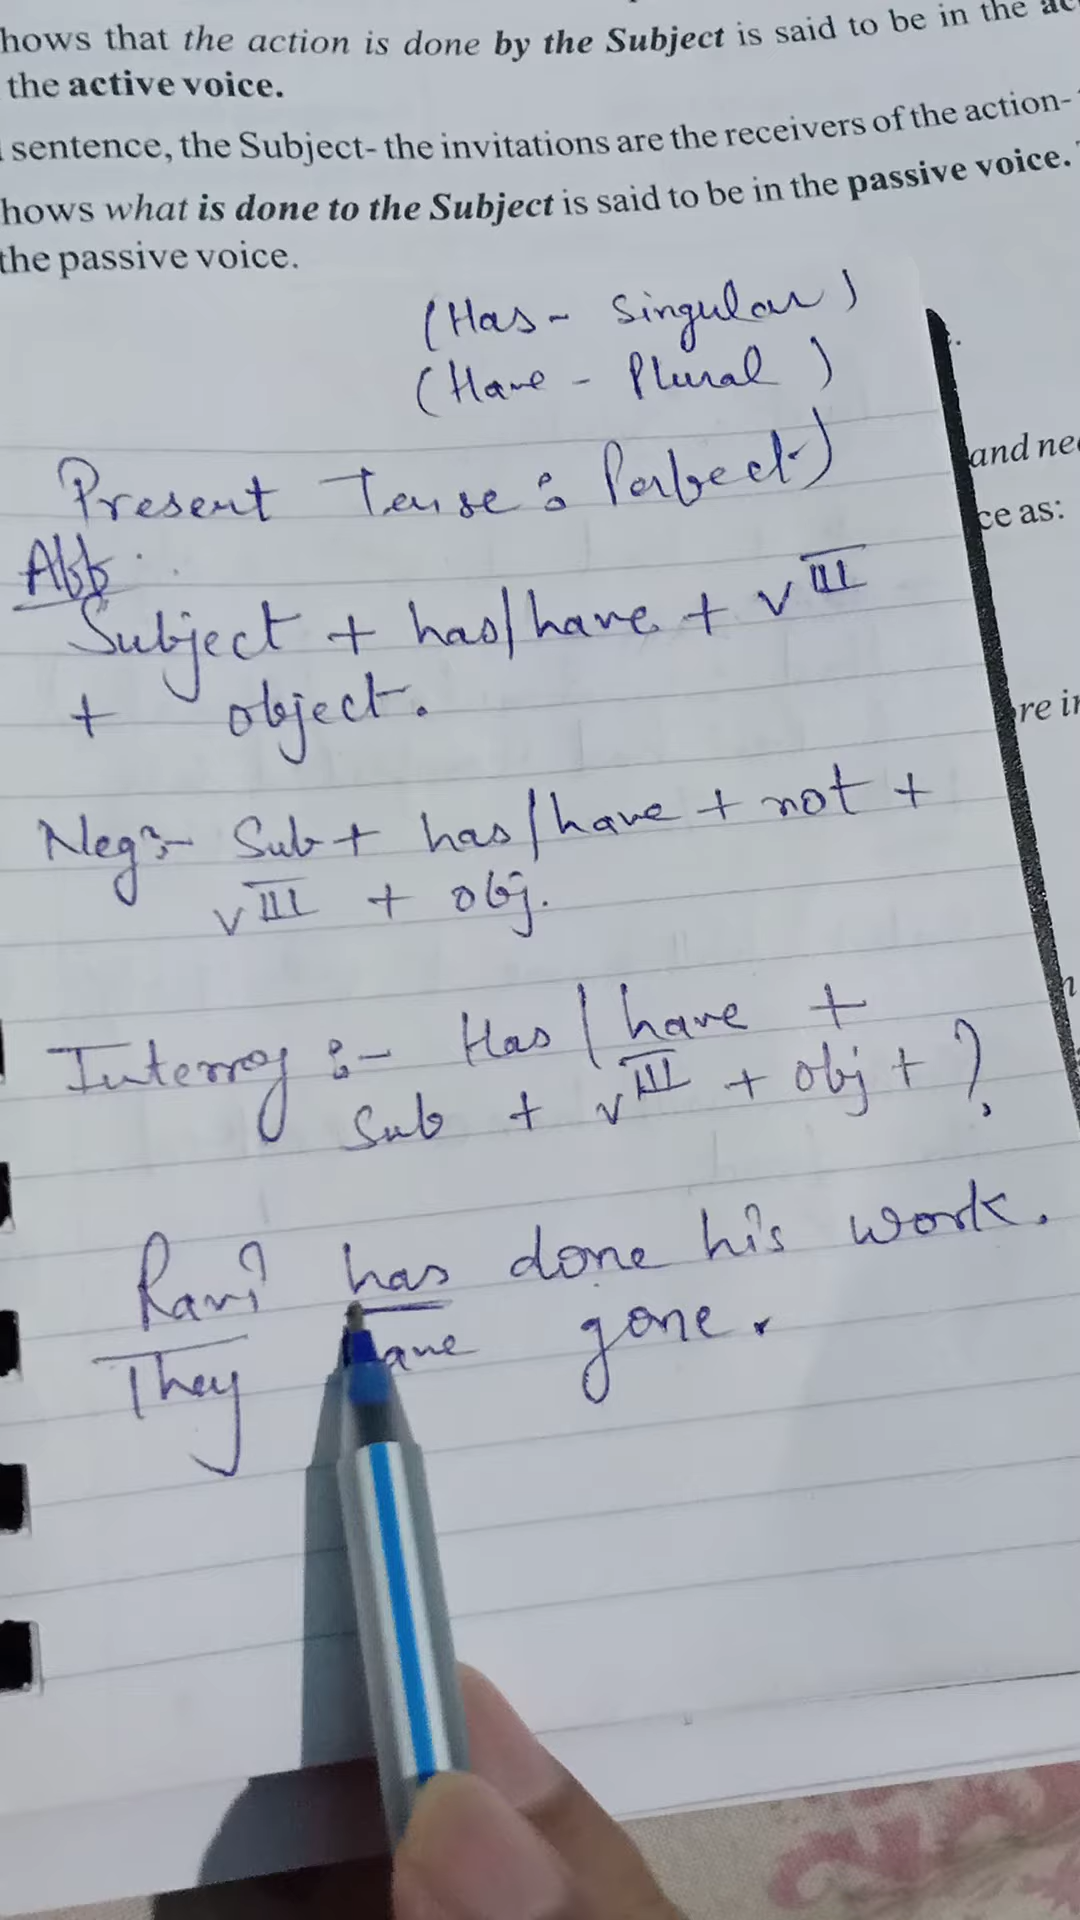 hows that the action is done by the Subject is said to be in the ac
the active voice.
sentence, the Subject- the invitations are the receivers of the action-
hows what is done to the Subject is said to be in the passive voice.
the passive voice.
(Has - Singular)
(Have - Plural)
and nee
Present Tense : Perfect)
ce as:
Aff
Subject + has/have + V III
+ object.
re in
Neg:- Sub + has/have + not +
V III + obj.
Interrog :- Has/have +
Sub + V III + obj + ?
Ravi has done his work.
They have gone.